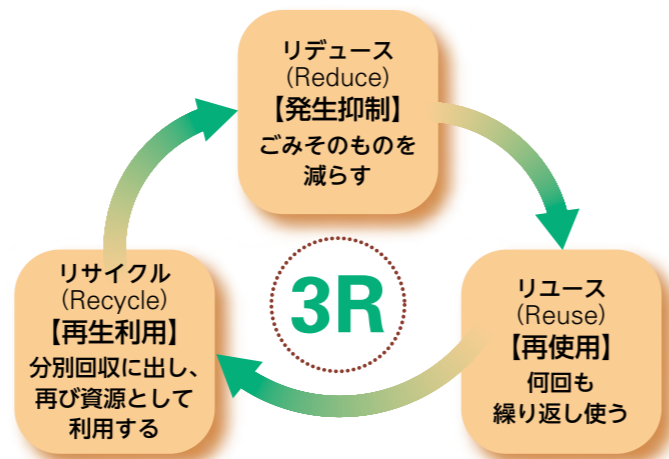 リデュース
(Reduce)
【発生抑制】
ごみそのものを
減らす
リサイクル
(Recycle)
【再生利用】
分別回収に出し、
再び資源として
利用する
3R
リユース
(Reuse)
【再使用】
何回も
繰り返し使う